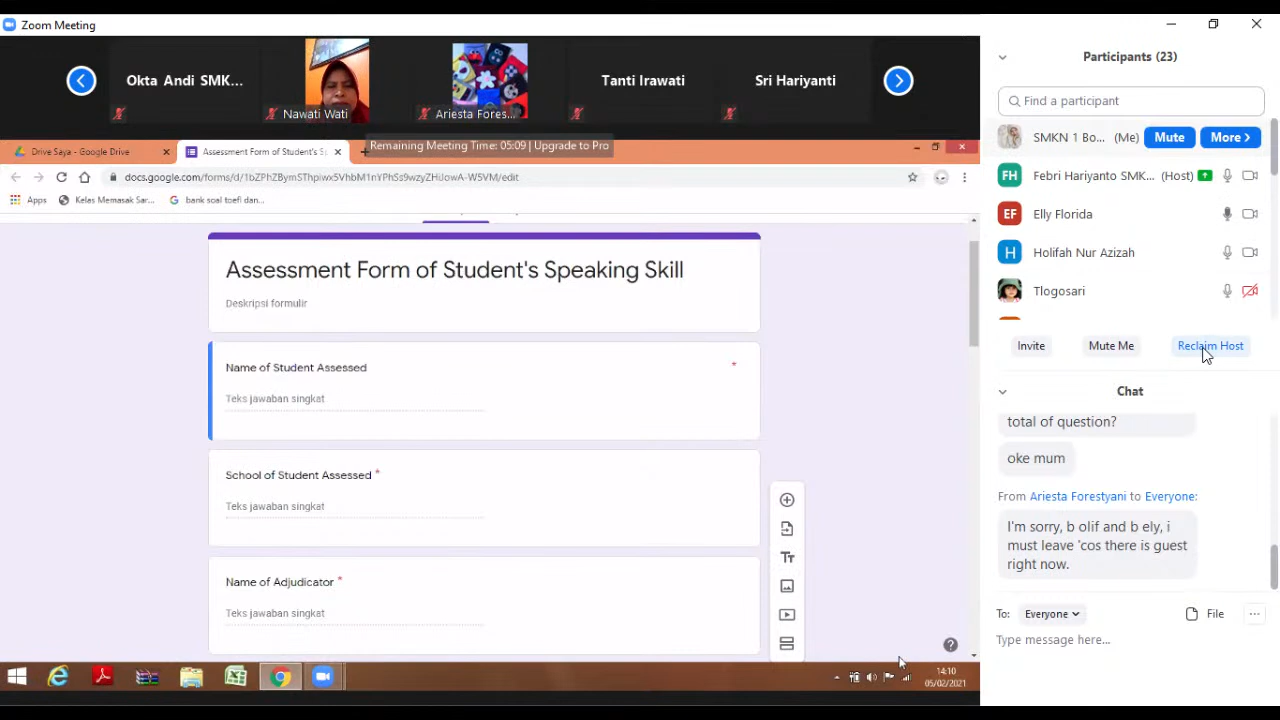 Zoom Meeting
Okta Andi SMK...
Nawati Wati
Ariesta Fores...
Tanti Irawati
Sri Hariyanti
Remaining Meeting Time: 05:09 | Upgrade to Pro
Drive Saya - Google Drive
Assessment Form of Student's S
Apps
Kelas Memasak Sar...
bank soal toefl dan...
Assessment Form of Student's Speaking Skill
Deskripsi formulir
Name of Student Assessed *
Teks jawaban singkat
School of Student Assessed *
Teks jawaban singkat
Name of Adjudicator *
Teks jawaban singkat
14:10
05/02/2021
Participants (23)
Find a participant
SMKN 1 Bo... (Me) Mute More
FH Febri Hariyanto SMK... (Host)
EF Elly Florida
H Holifah Nur Azizah
Tlogosari
Invite Mute Me Reclaim Host
Chat
total of question?
oke mum
From Ariesta Forestyani to Everyone:
I'm sorry, b olif and b ely, i
must leave 'cos there is guest
right now.
To: Everyone File ...
Type message here...